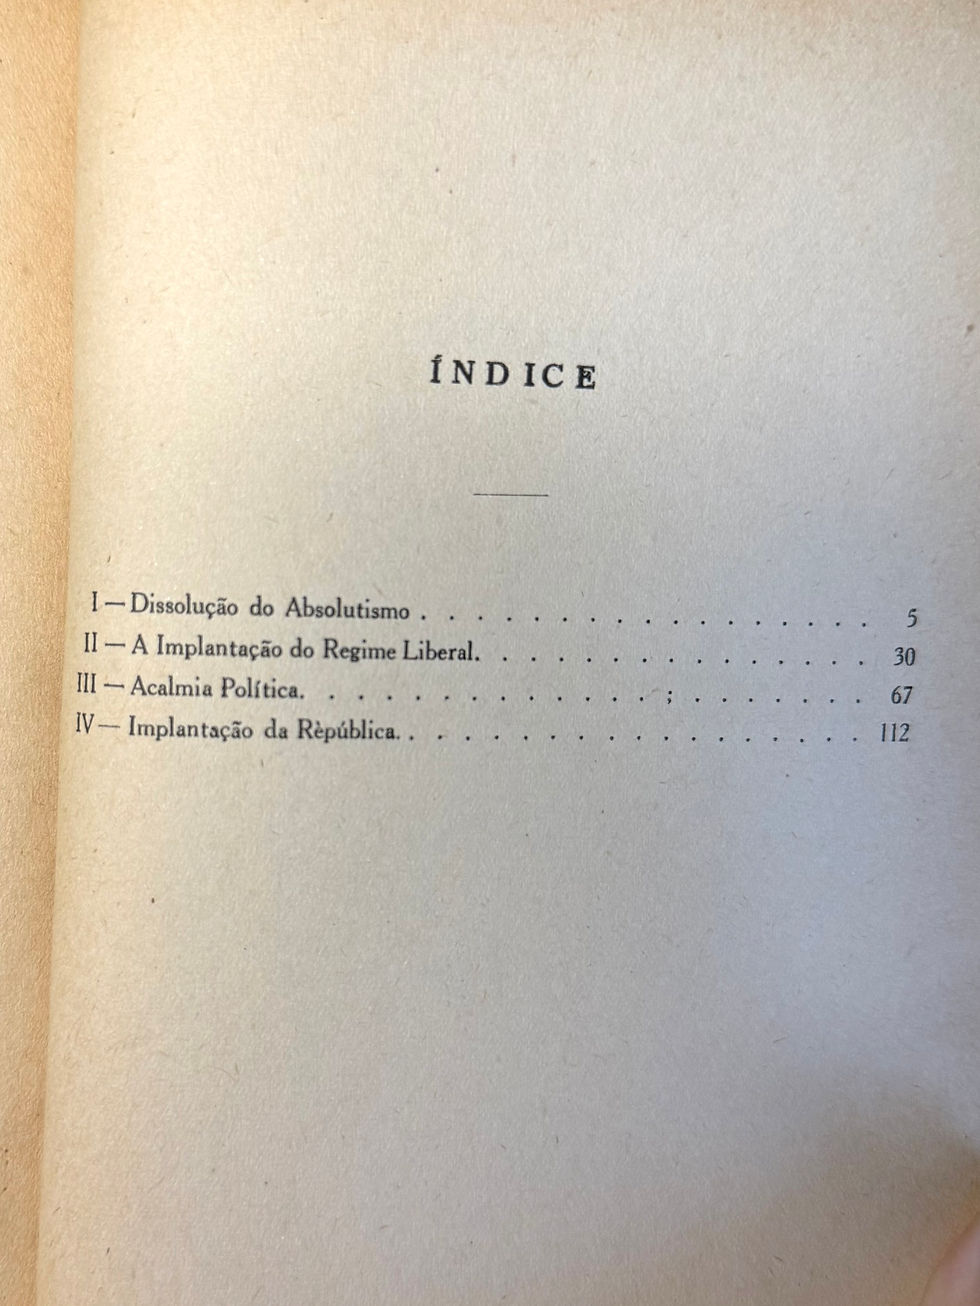 ÍNDICE
I — Dissolução do Absolutismo . . . . . . . . . . . . . . . . . 5
II — A Implantação do Regime Liberal. . . . . . . . . . . . . . . 30
III — Acalmia Política. . . . . . . . . . . . . . ; . . . . . . . 67
IV — Implantação da Rèpública. . . . . . . . . . . . . . . . . . 112